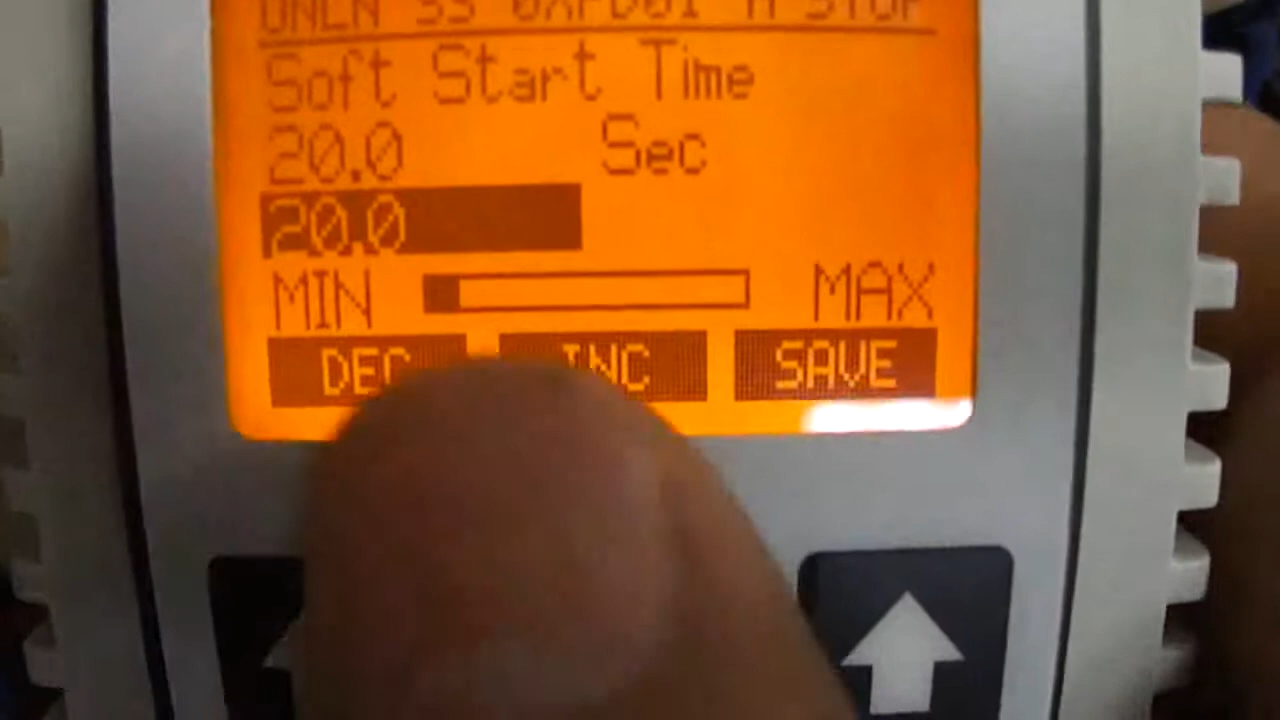 Soft Start Time
20.0 Sec
20.0
MIN MAX
DEC INC SAVE